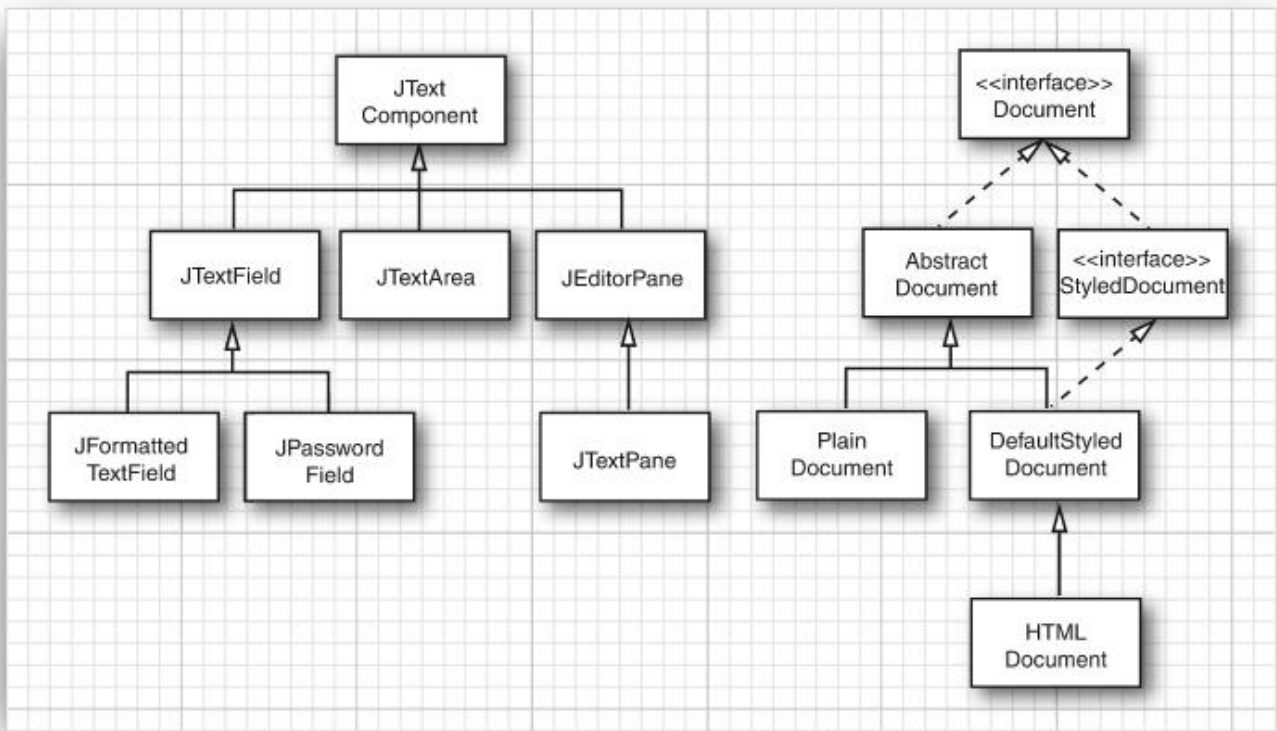 JText
Component
<<interface>>
Document
JTextField
JTextArea
JEditorPane
Abstract
Document
<<interface>>
StyledDocument
JFormatted
TextField
JPassword
Field
JTextPane
Plain
Document
DefaultStyled
Document
HTML
Document